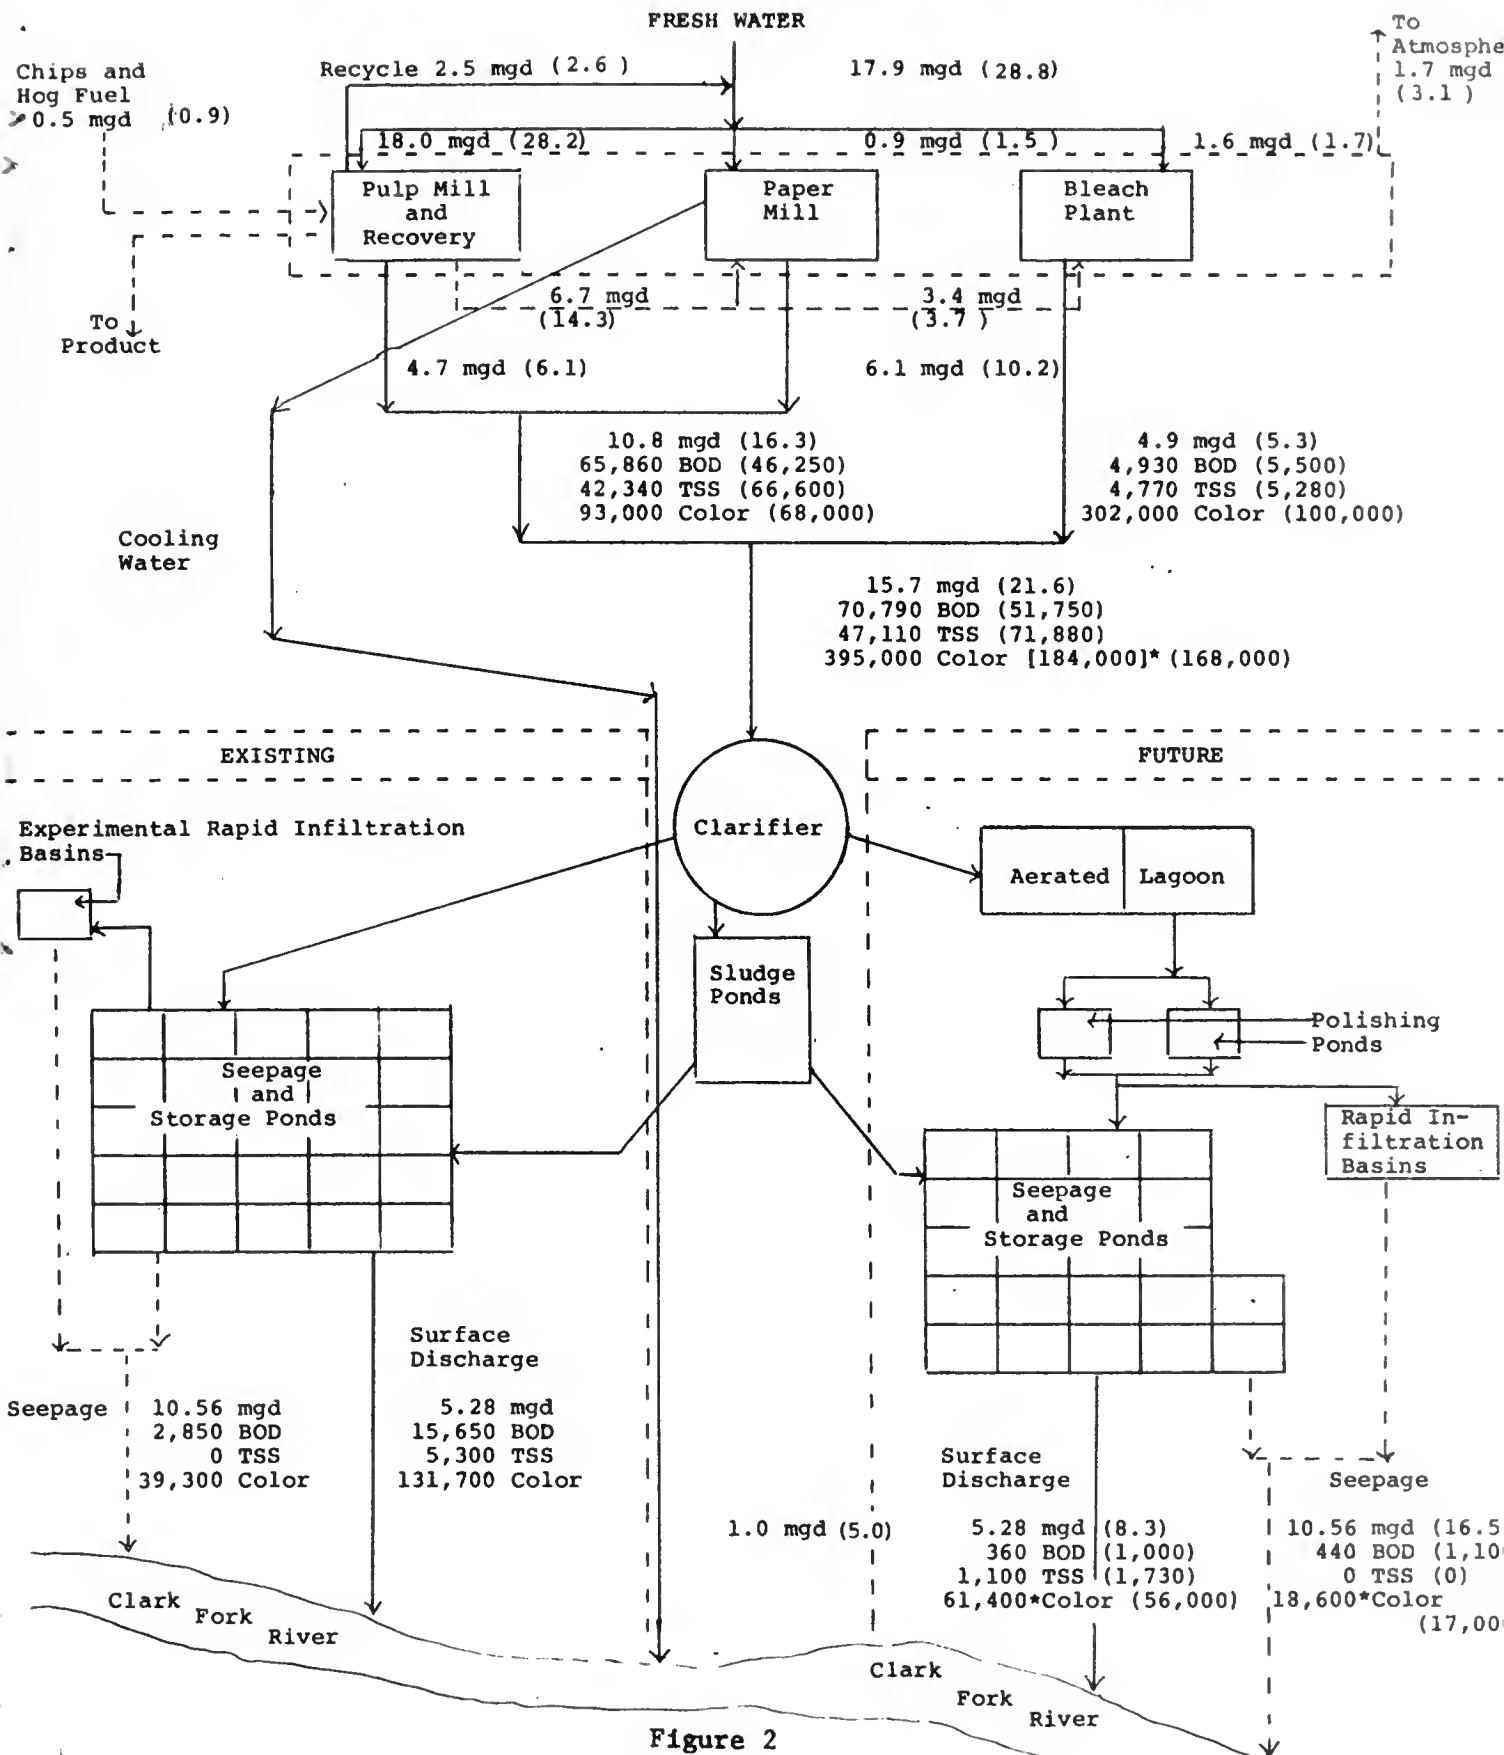 FRESH WATER
To
Atmosphe
1.7 mgd
(3.1 )
Chips and
Hog Fuel
0.5 mgd (0.9)
Recycle 2.5 mgd (2.6 )
17.9 mgd (28.8)
18.0 mgd (28.2)
0.9 mgd (1.5 )
1.6 mgd (1.7)
Pulp Mill
and
Recovery
Paper
Mill
Bleach
Plant
6.7 mgd
(14.3)
3.4 mgd
(3.7 )
To
Product
4.7 mgd (6.1)
6.1 mgd (10.2)
10.8 mgd (16.3)
65,860 BOD (46,250)
42,340 TSS (66,600)
93,000 Color (68,000)
4.9 mgd (5.3)
4,930 BOD (5,500)
4,770 TSS (5,280)
302,000 Color (100,000)
Cooling
Water
15.7 mgd (21.6)
70,790 BOD (51,750)
47,110 TSS (71,880)
395,000 Color [184,000]* (168,000)
EXISTING
FUTURE
Experimental Rapid Infiltration
Basins
Clarifier
Aerated Lagoon
Sludge
Ponds
Polishing
Ponds
Seepage
and
Storage Ponds
Rapid In-
filtration
Basins
Seepage
and
Storage Ponds
Surface
Discharge
Seepage
10.56 mgd
2,850 BOD
0 TSS
39,300 Color
5.28 mgd
15,650 BOD
5,300 TSS
131,700 Color
Surface
Discharge
Seepage
1.0 mgd (5.0)
5.28 mgd (8.3)
360 BOD (1,000)
1,100 TSS (1,730)
61,400*Color (56,000)
10.56 mgd (16.5
440 BOD (1,10
0 TSS (0)
18,600*Color
(17,00
Clark
Fork
River
Clark
Fork
River
Figure 2